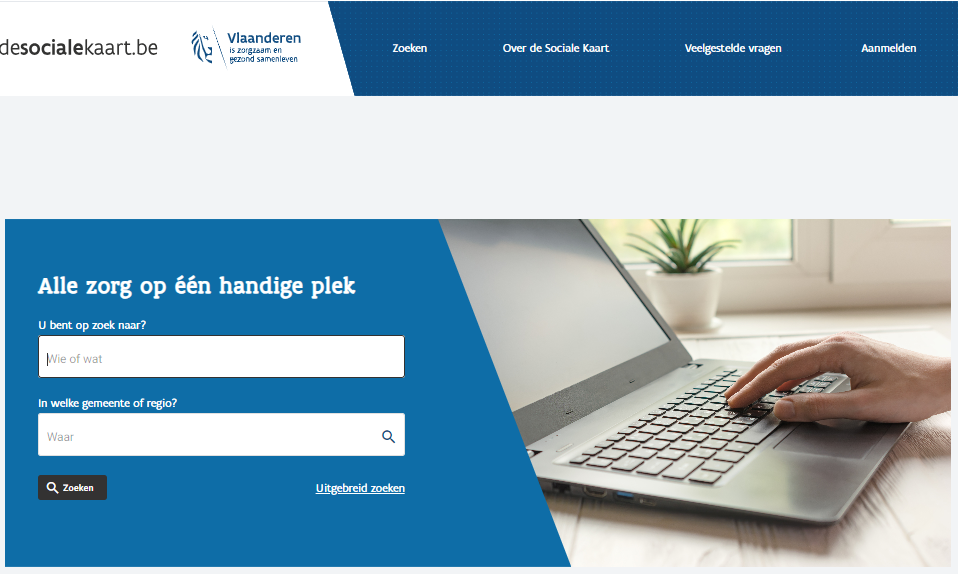 desocialekaart.be
Vlaanderen
is zorgzaam en
gezond samenleven
Zoeken
Over de Sociale Kaart
Veelgestelde vragen
Aanmelden
Alle zorg op één handige plek
U bent op zoek naar?
Wie of wat
In welke gemeente of regio?
Waar
Zoeken
Uitgebreid zoeken